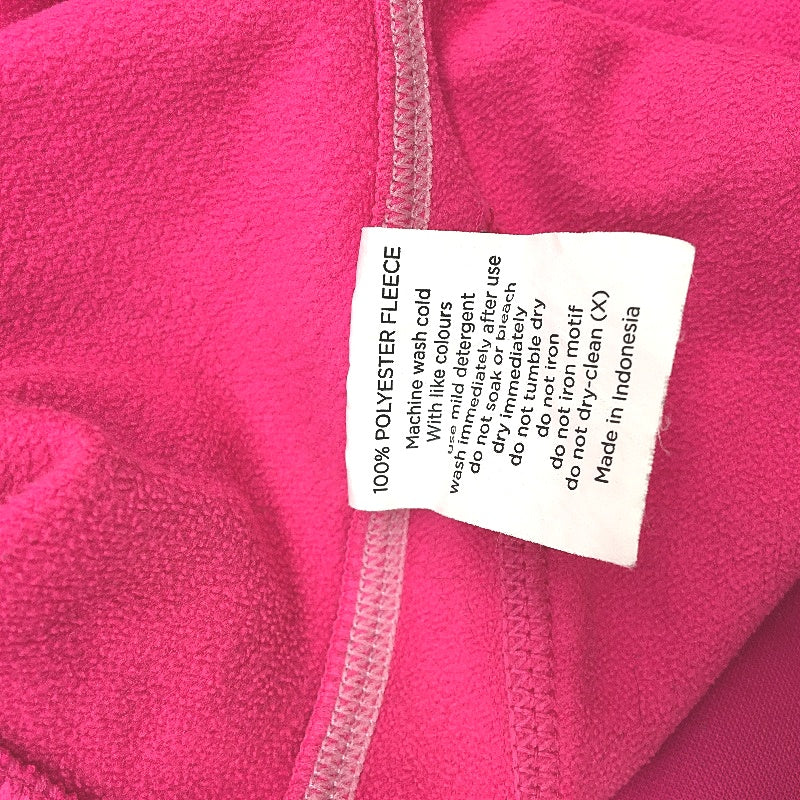 100% POLYESTER FLEECE
Machine wash cold
With like colours
use mild detergent
wash immediately after use
do not soak or bleach
dry immediately
do not tumble dry
do not iron
do not iron motif
do not dry-clean (X)
Made in Indonesia